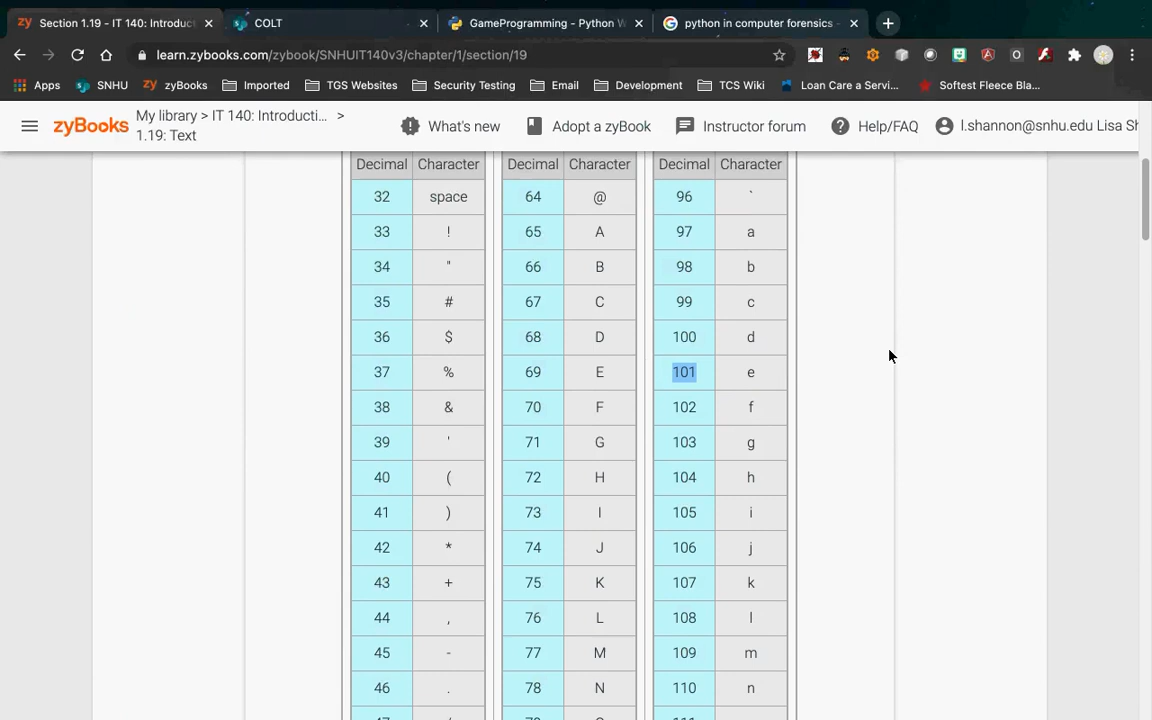 Section 1.19 - IT 140: Introduct
COLT
GameProgramming - Python W
python in computer forensics
learn.zybooks.com/zybook/SNHUIT140v3/chapter/1/section/19
Apps SNHU zyBooks Imported TGS Websites Security Testing Email Development TCS Wiki Loan Care a Servi... Softest Fleece Bla...
zyBooks
My library > IT 140: Introducti... >
1.19: Text
What's new Adopt a zyBook Instructor forum Help/FAQ l.shannon@snhu.edu Lisa Sh
Decimal Character Decimal Character Decimal Character
32 space 64 @ 96 `
33 ! 65 A 97 a
34 " 66 B 98 b
35 # 67 C 99 c
36 $ 68 D 100 d
37 % 69 E 101 e
38 & 70 F 102 f
39 ' 71 G 103 g
40 ( 72 H 104 h
41 ) 73 I 105 i
42 * 74 J 106 j
43 + 75 K 107 k
44 , 76 L 108 l
45 - 77 M 109 m
46 . 78 N 110 n